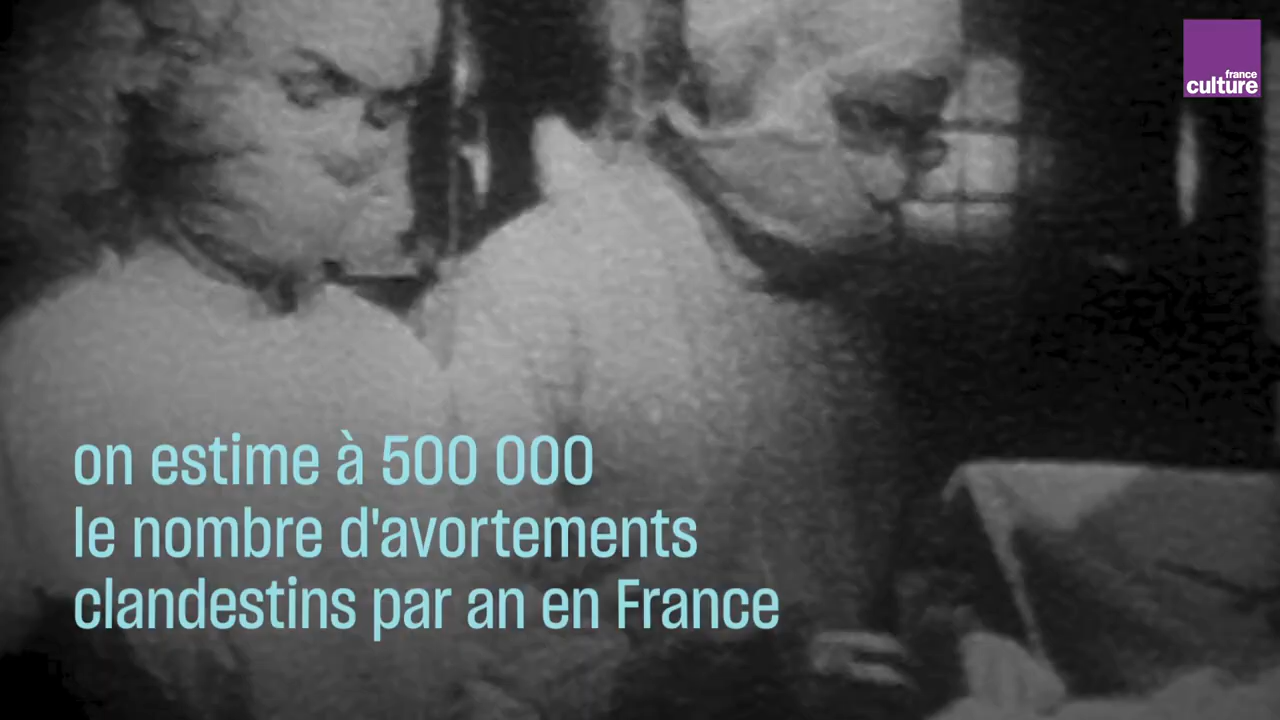 france
culture
on estime à 500 000
le nombre d'avortements
clandestins par an en France